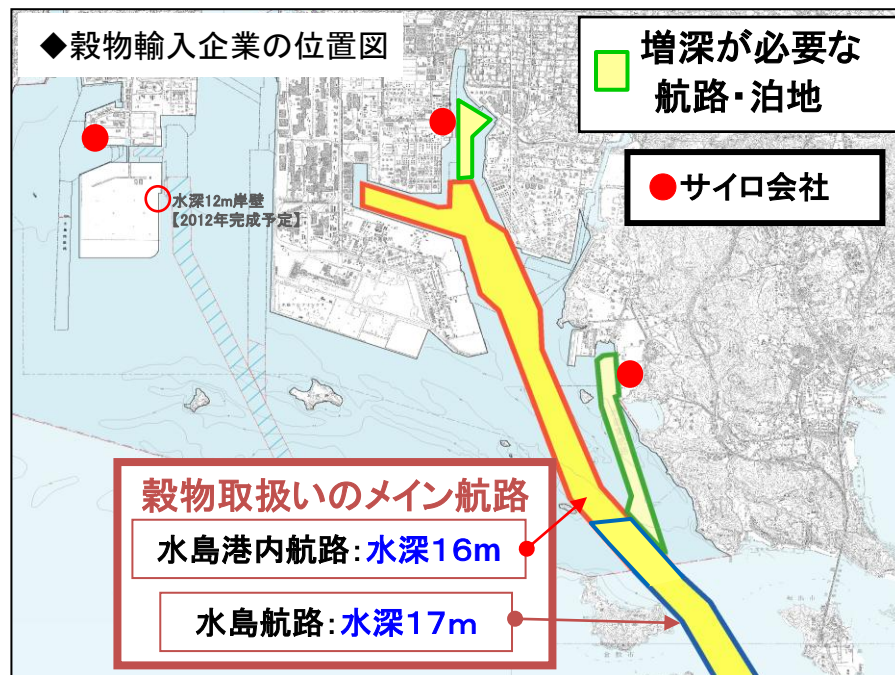 ◆穀物輸入企業の位置図
増深が必要な
航路・泊地
●サイロ会社
水深12m岸壁
【2012年完成予定】
穀物取扱いのメイン航路
水島港内航路:水深16m
水島航路:水深17m